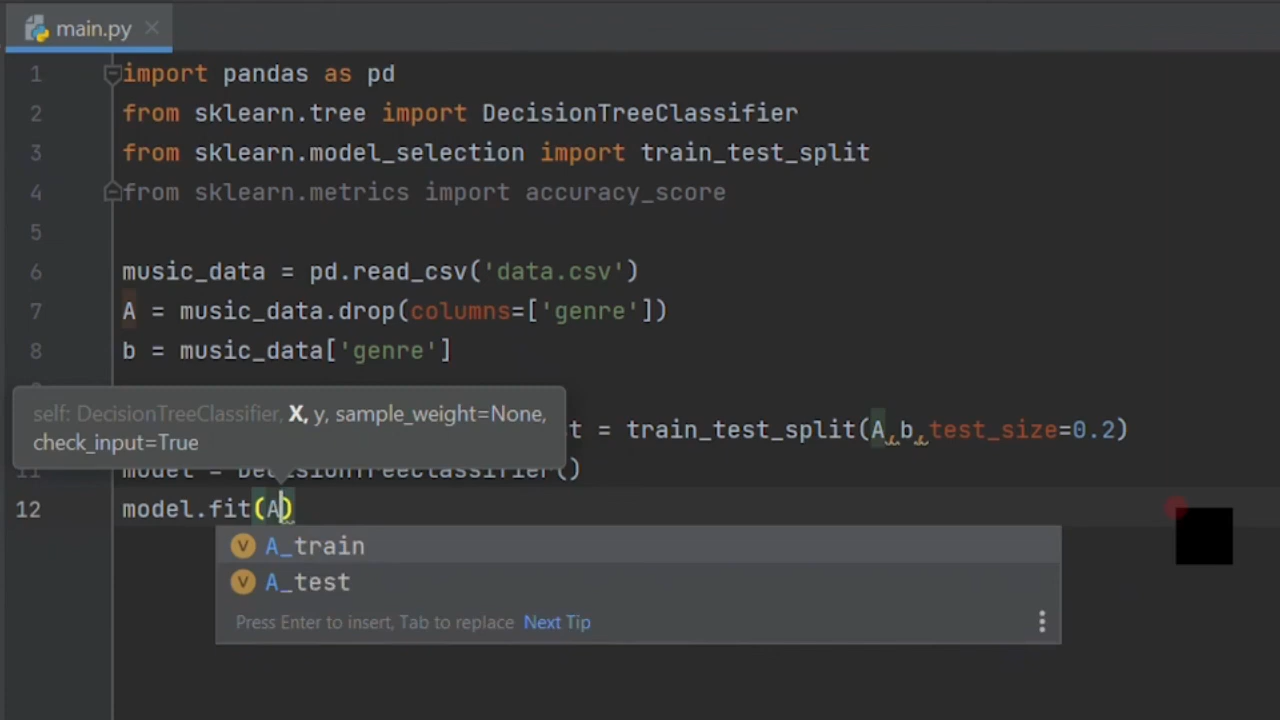 main.py
1 import pandas as pd
2 from sklearn.tree import DecisionTreeClassifier
3 from sklearn.model_selection import train_test_split
4 from sklearn.metrics import accuracy_score
5
6 music_data = pd.read_csv('data.csv')
7 A = music_data.drop(columns=['genre'])
8 b = music_data['genre']
self: DecisionTreeClassifier, X, y, sample_weight=None,
check_input=True
t = train_test_split(A,b,test_size=0.2)
11 model = DecisionTreeClassifier()
12 model.fit(A)
V A_train
V A_test
Press Enter to insert, Tab to replace Next Tip